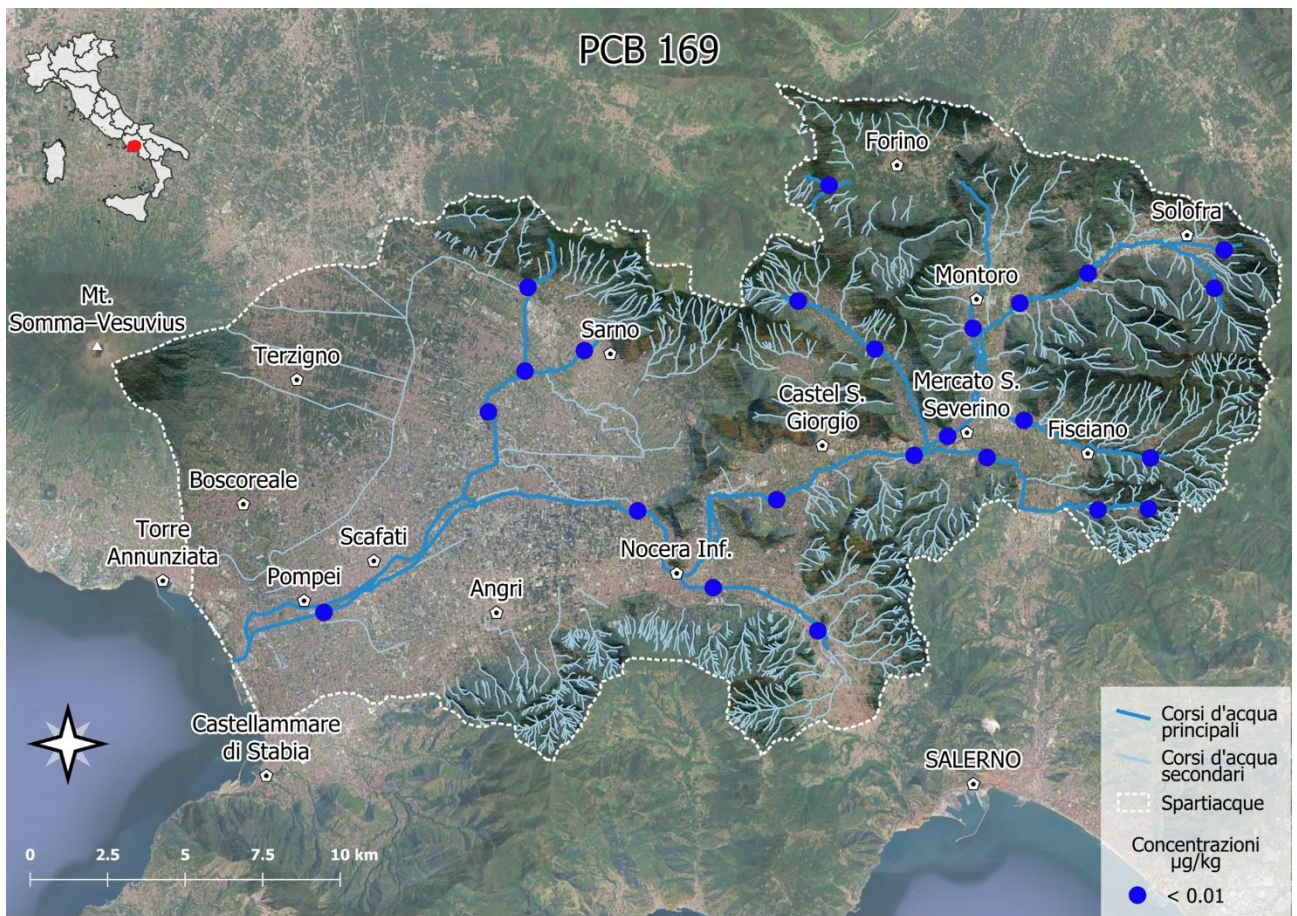 PCB 169
Forino
Solofra
Montoro
Mt.
Somma–Vesuvius
Sarno
Terzigno
Mercato S.
Severino
Castel S.
Giorgio
Fisciano
Boscoreale
Torre
Annunziata
Scafati
Nocera Inf.
Pompei
Angri
Castellammare
di Stabia
SALERNO
Corsi d'acqua
principali
Corsi d'acqua
secondari
Spartiacque
Concentrazioni
µg/kg
< 0.01
0 2.5 5 7.5 10 km